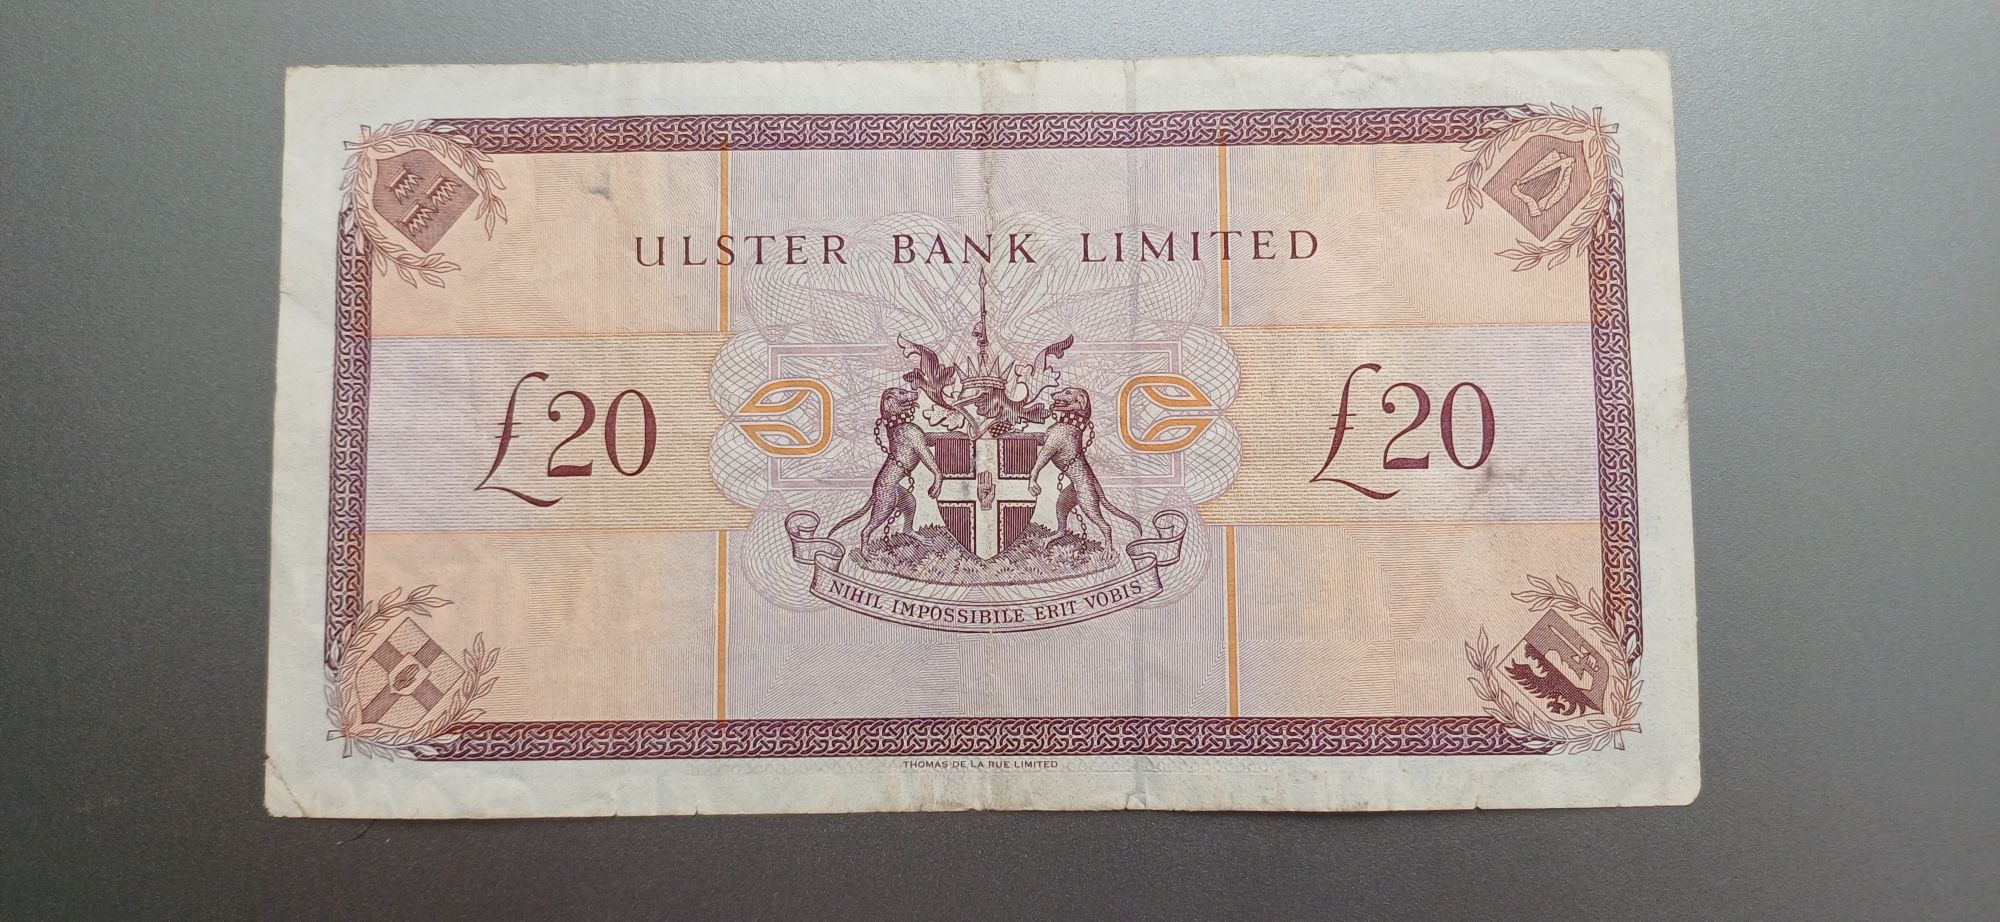 ULSTER BANK LIMITED
£20
£20
NIHIL IMPOSSIBILE ERIT VOBIS
THOMAS DE LA RUE LIMITED